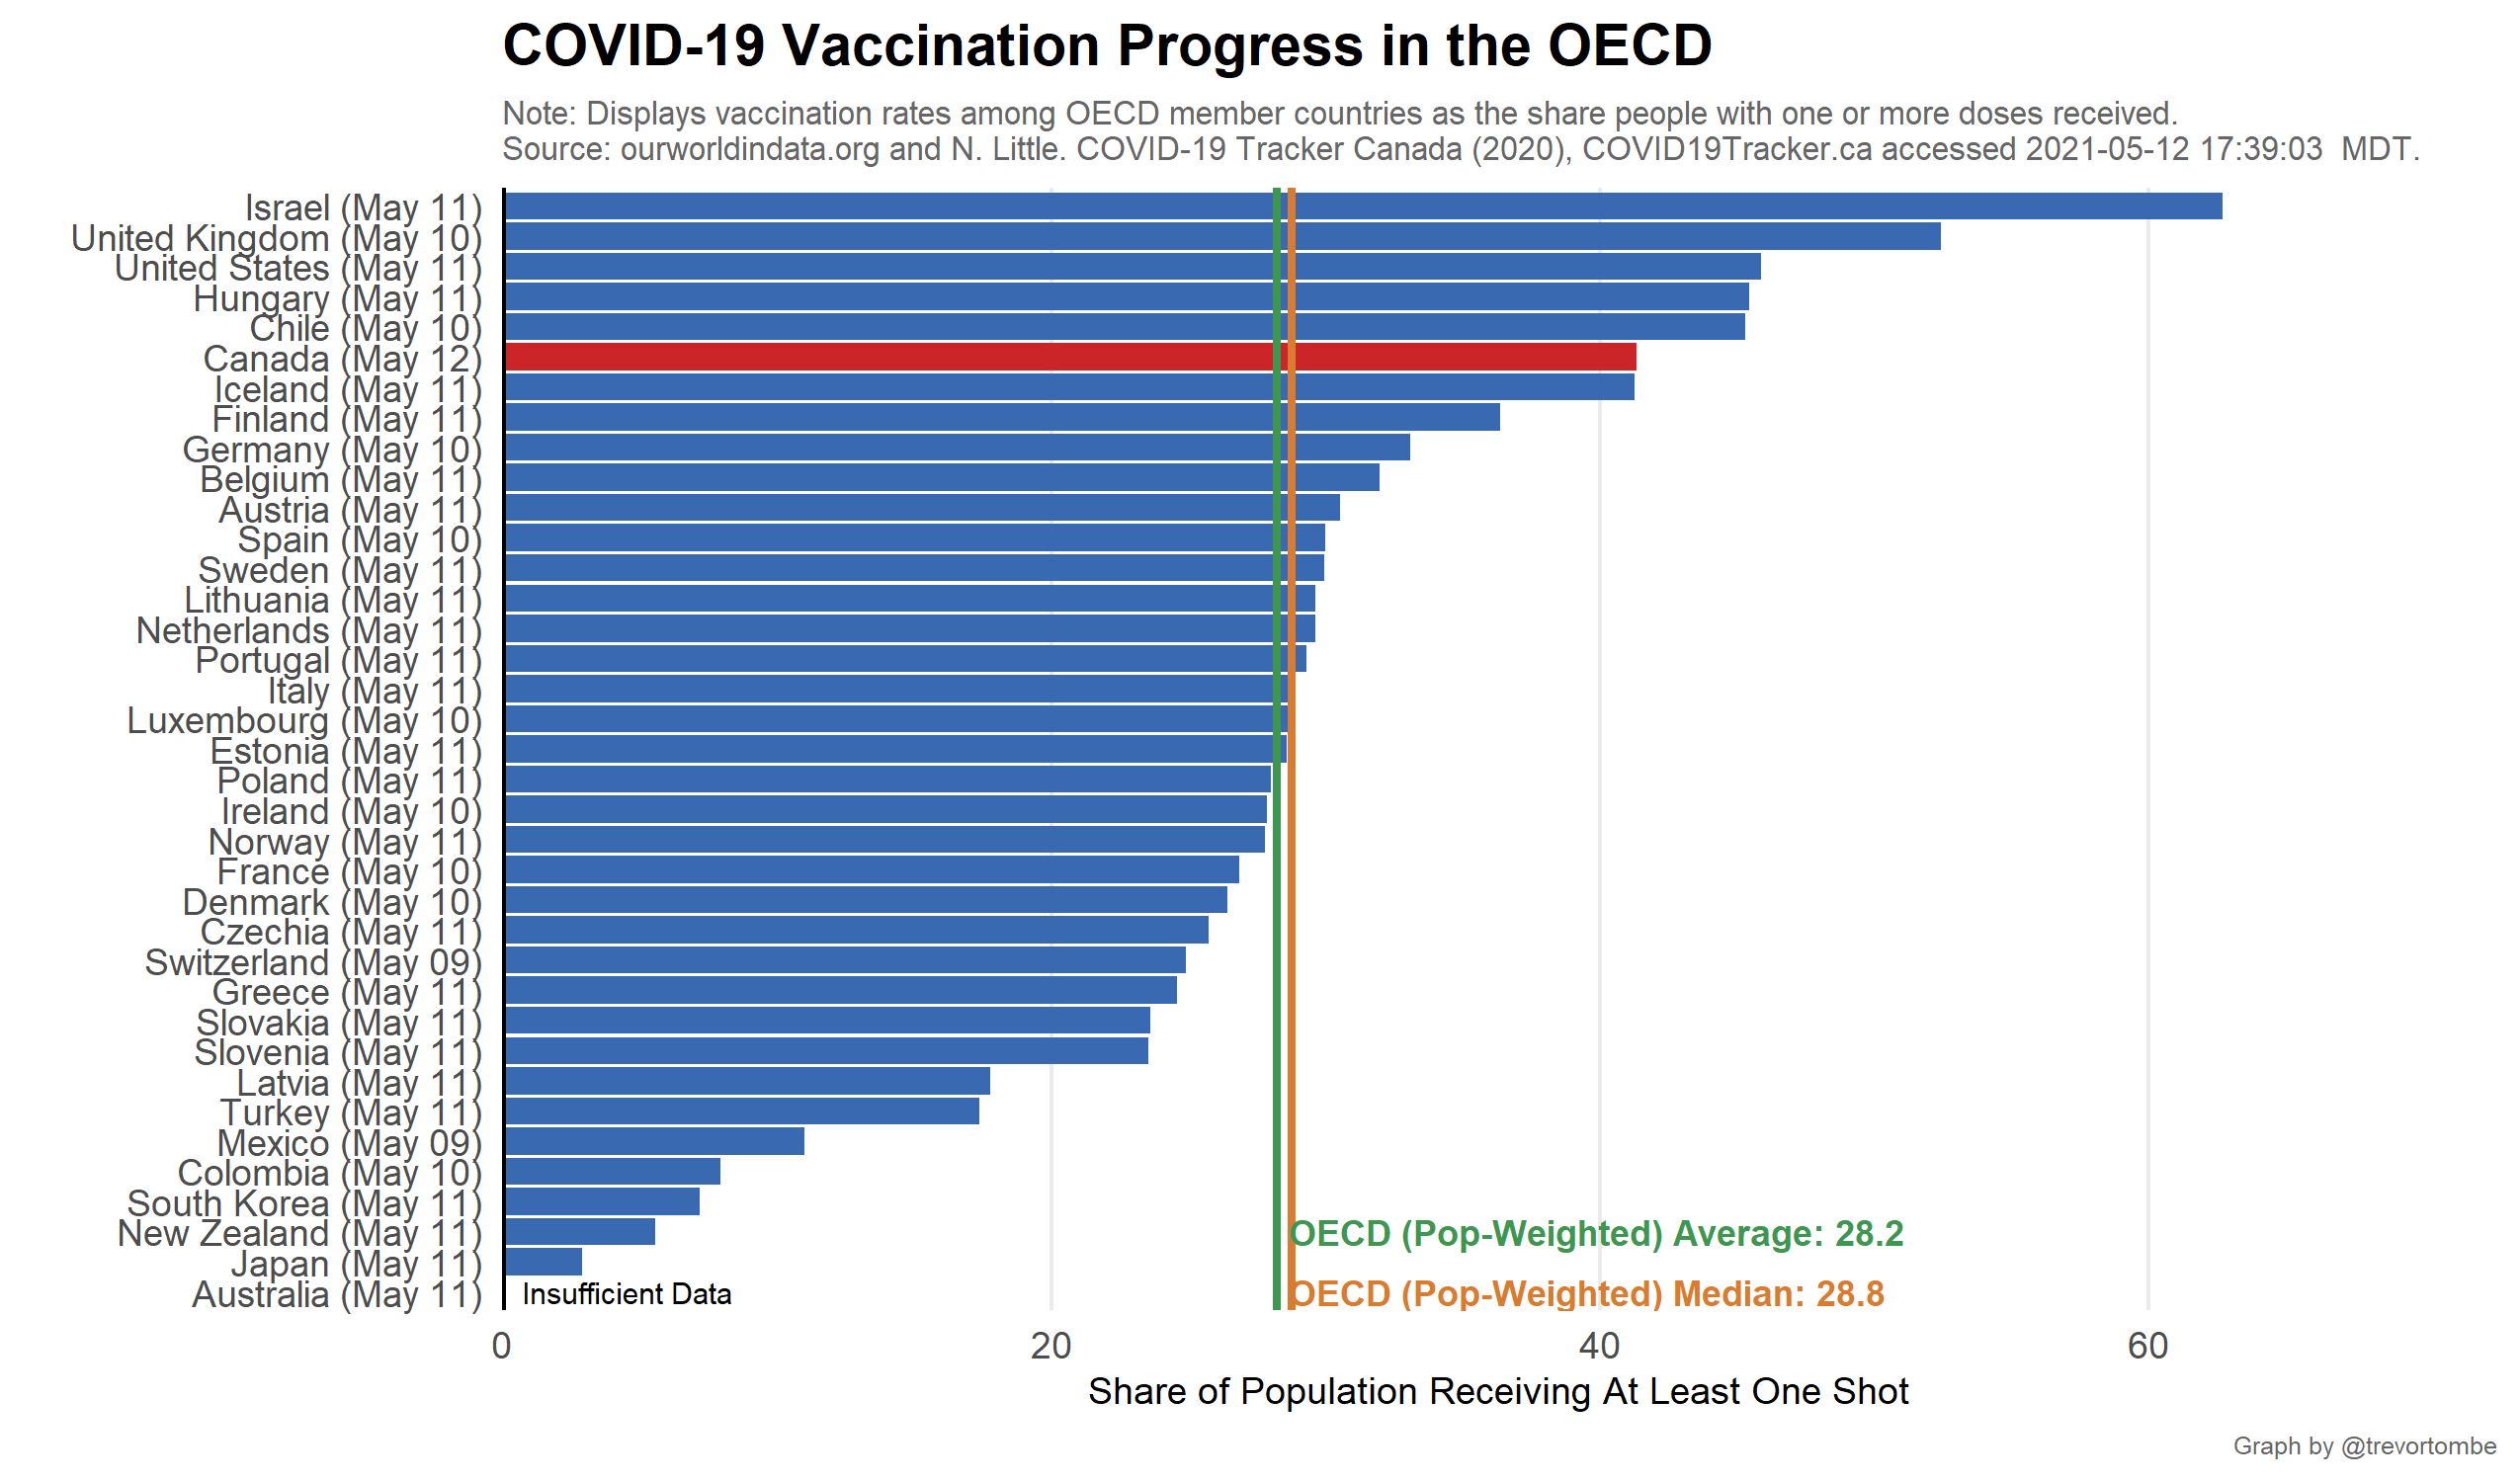 COVID-19 Vaccination Progress in the OECD
Note: Displays vaccination rates among OECD member countries as the share people with one or more doses received.
Source: ourworldindata.org and N. Little. COVID-19 Tracker Canada (2020), COVID19Tracker.ca accessed 2021-05-12 17:39:03  MDT.
Israel (May 11)
United Kingdom (May 10)
United States (May 11)
Hungary (May 11)
Chile (May 10)
Canada (May 12)
Iceland (May 11)
Finland (May 11)
Germany (May 10)
Belgium (May 11)
Austria (May 11)
Spain (May 10)
Sweden (May 11)
Lithuania (May 11)
Netherlands (May 11)
Portugal (May 11)
Italy (May 11)
Luxembourg (May 10)
Estonia (May 11)
Poland (May 11)
Ireland (May 10)
Norway (May 11)
France (May 10)
Denmark (May 10)
Czechia (May 11)
Switzerland (May 09)
Greece (May 11)
Slovakia (May 11)
Slovenia (May 11)
Latvia (May 11)
Turkey (May 11)
Mexico (May 09)
Colombia (May 10)
South Korea (May 11)
New Zealand (May 11) OECD (Pop-Weighted) Average: 28.2
Japan (May 11)
Australia (May 11) Insufficient Data OECD (Pop-Weighted) Median: 28.8
0 20 40 60
Share of Population Receiving At Least One Shot
Graph by @trevortombe